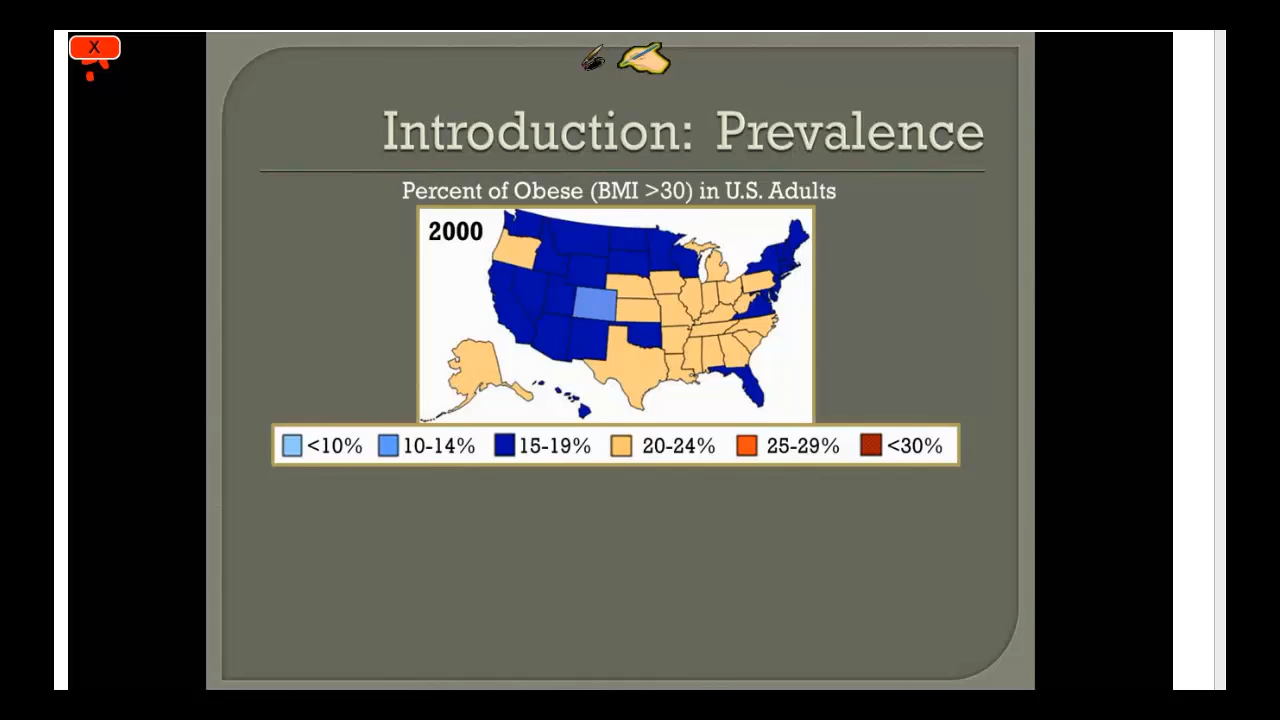 X
Introduction: Prevalence
Percent of Obese (BMI >30) in U.S. Adults
2000
<10% 10-14% 15-19% 20-24% 25-29% <30%